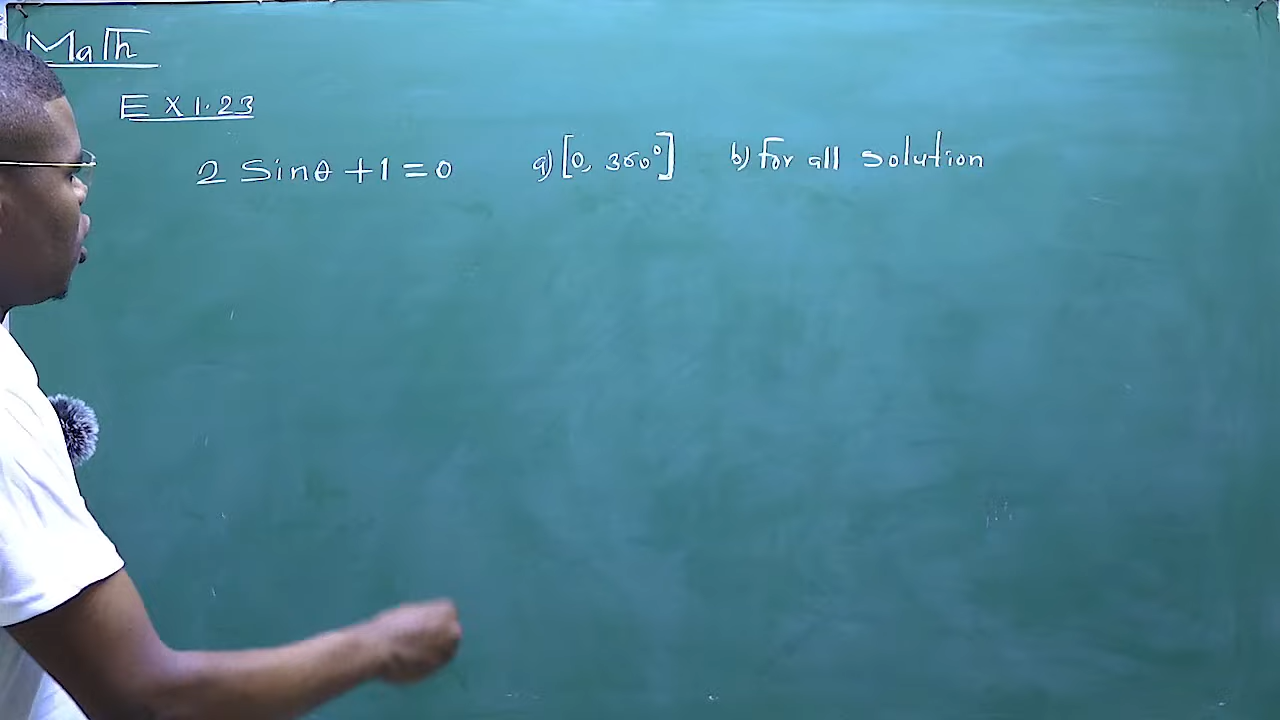 Math
EX 1.23
2 Sinθ + 1 = 0 a) [0, 360°] b) for all solution